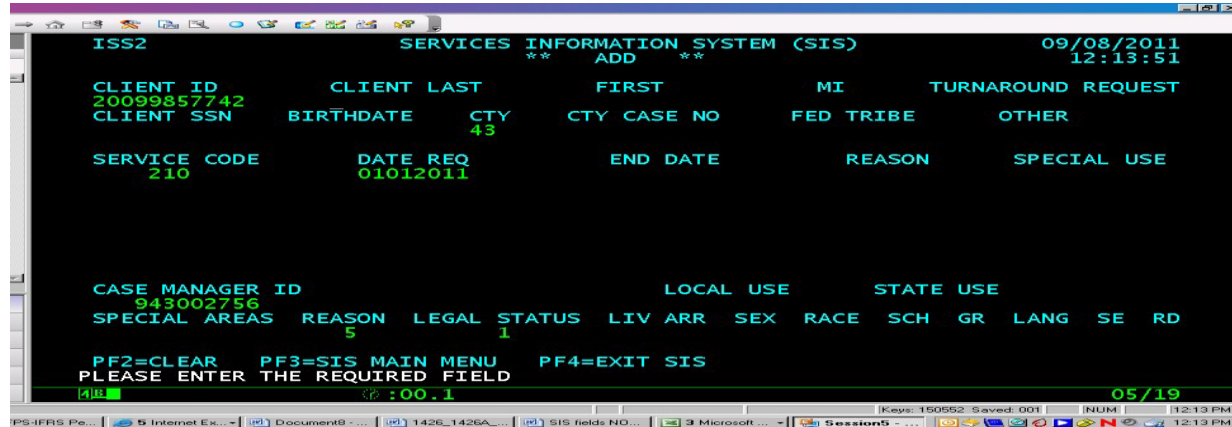 ISS2 SERVICES INFORMATION SYSTEM (SIS) 09/08/2011
** ADD ** 12:13:51
CLIENT ID CLIENT LAST FIRST MI TURNAROUND REQUEST
20099857742
CLIENT SSN BIRTHDATE CTY CTY CASE NO FED TRIBE OTHER
43
SERVICE CODE DATE REQ END DATE REASON SPECIAL USE
210 01012011
CASE MANAGER ID LOCAL USE STATE USE
943002756
SPECIAL AREAS REASON LEGAL STATUS LIV ARR SEX RACE SCH GR LANG SE RD
5 1
PF2=CLEAR PF3=SIS MAIN MENU PF4=EXIT SIS
PLEASE ENTER THE REQUIRED FIELD
:00.1 05/19
Keys: 150552 Saved: 001 NUM 12:13 PM
PS-IFRS Pe... 5 Internet Ex... Document8 - ... 1426_1426A_... SIS fields NO... 3 Microsoft ... Session5 - ... 12:13 PM